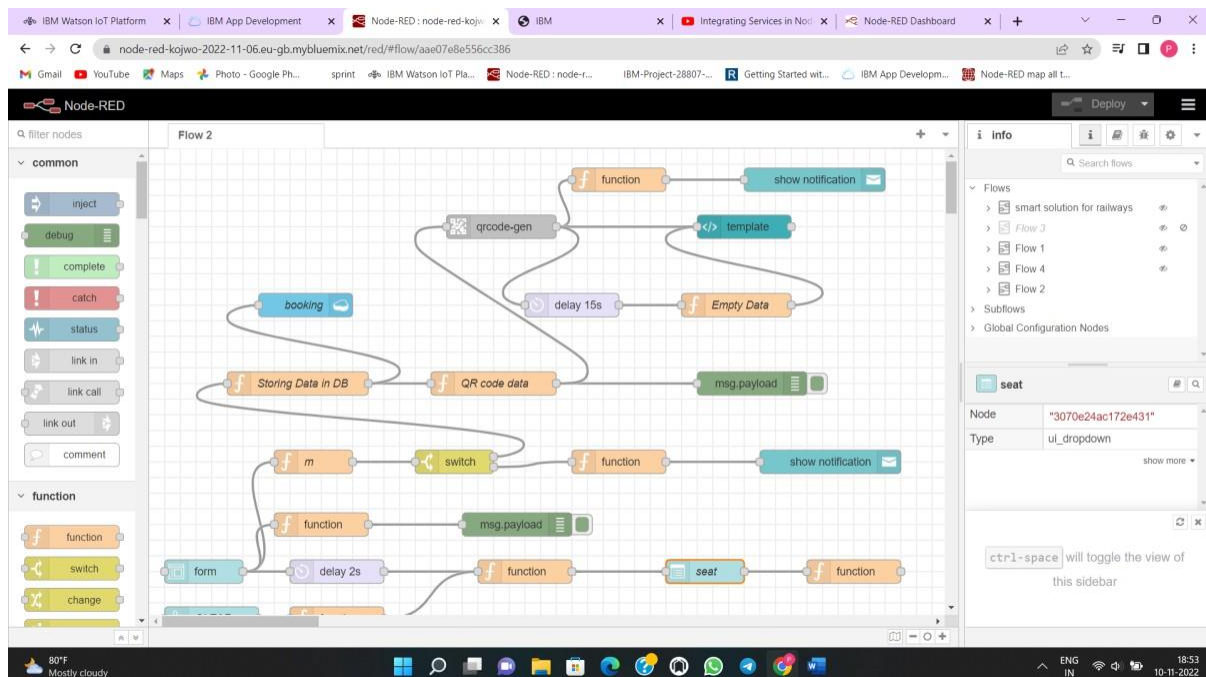 IBM Watson IoT Platform
IBM App Development
Node-RED : node-red-kojw
IBM
Integrating Services in Nod
Node-RED Dashboard
node-red-kojwo-2022-11-06.eu-gb.mybluemix.net/red/#flow/aae07e8e556cc386
Gmail
YouTube
Maps
Photo - Google Ph...
sprint
IBM Watson IoT Pla...
Node-RED : node-r...
IBM-Project-28807-...
Getting Started wit...
IBM App Developm...
Node-RED map all t...
Node-RED
Deploy
filter nodes
Flow 2
info
common
Search flows
Flows
inject
function
show notification
smart solution for railways
debug
qrcode-gen
template
Flow 3
Flow 1
complete
Flow 4
catch
booking
delay 15s
Empty Data
Flow 2
Subflows
status
Global Configuration Nodes
link in
link call
Storing Data in DB
QR code data
msg.payload
seat
link out
Node
"3070e24ac172e431"
Type
ui_dropdown
comment
m
switch
function
show notification
show more
function
function
function
msg.payload
ctrl-space will toggle the view of
this sidebar
switch
form
delay 2s
function
seat
function
change
80°F
Mostly cloudy
ENG
IN
18:53
10-11-2022